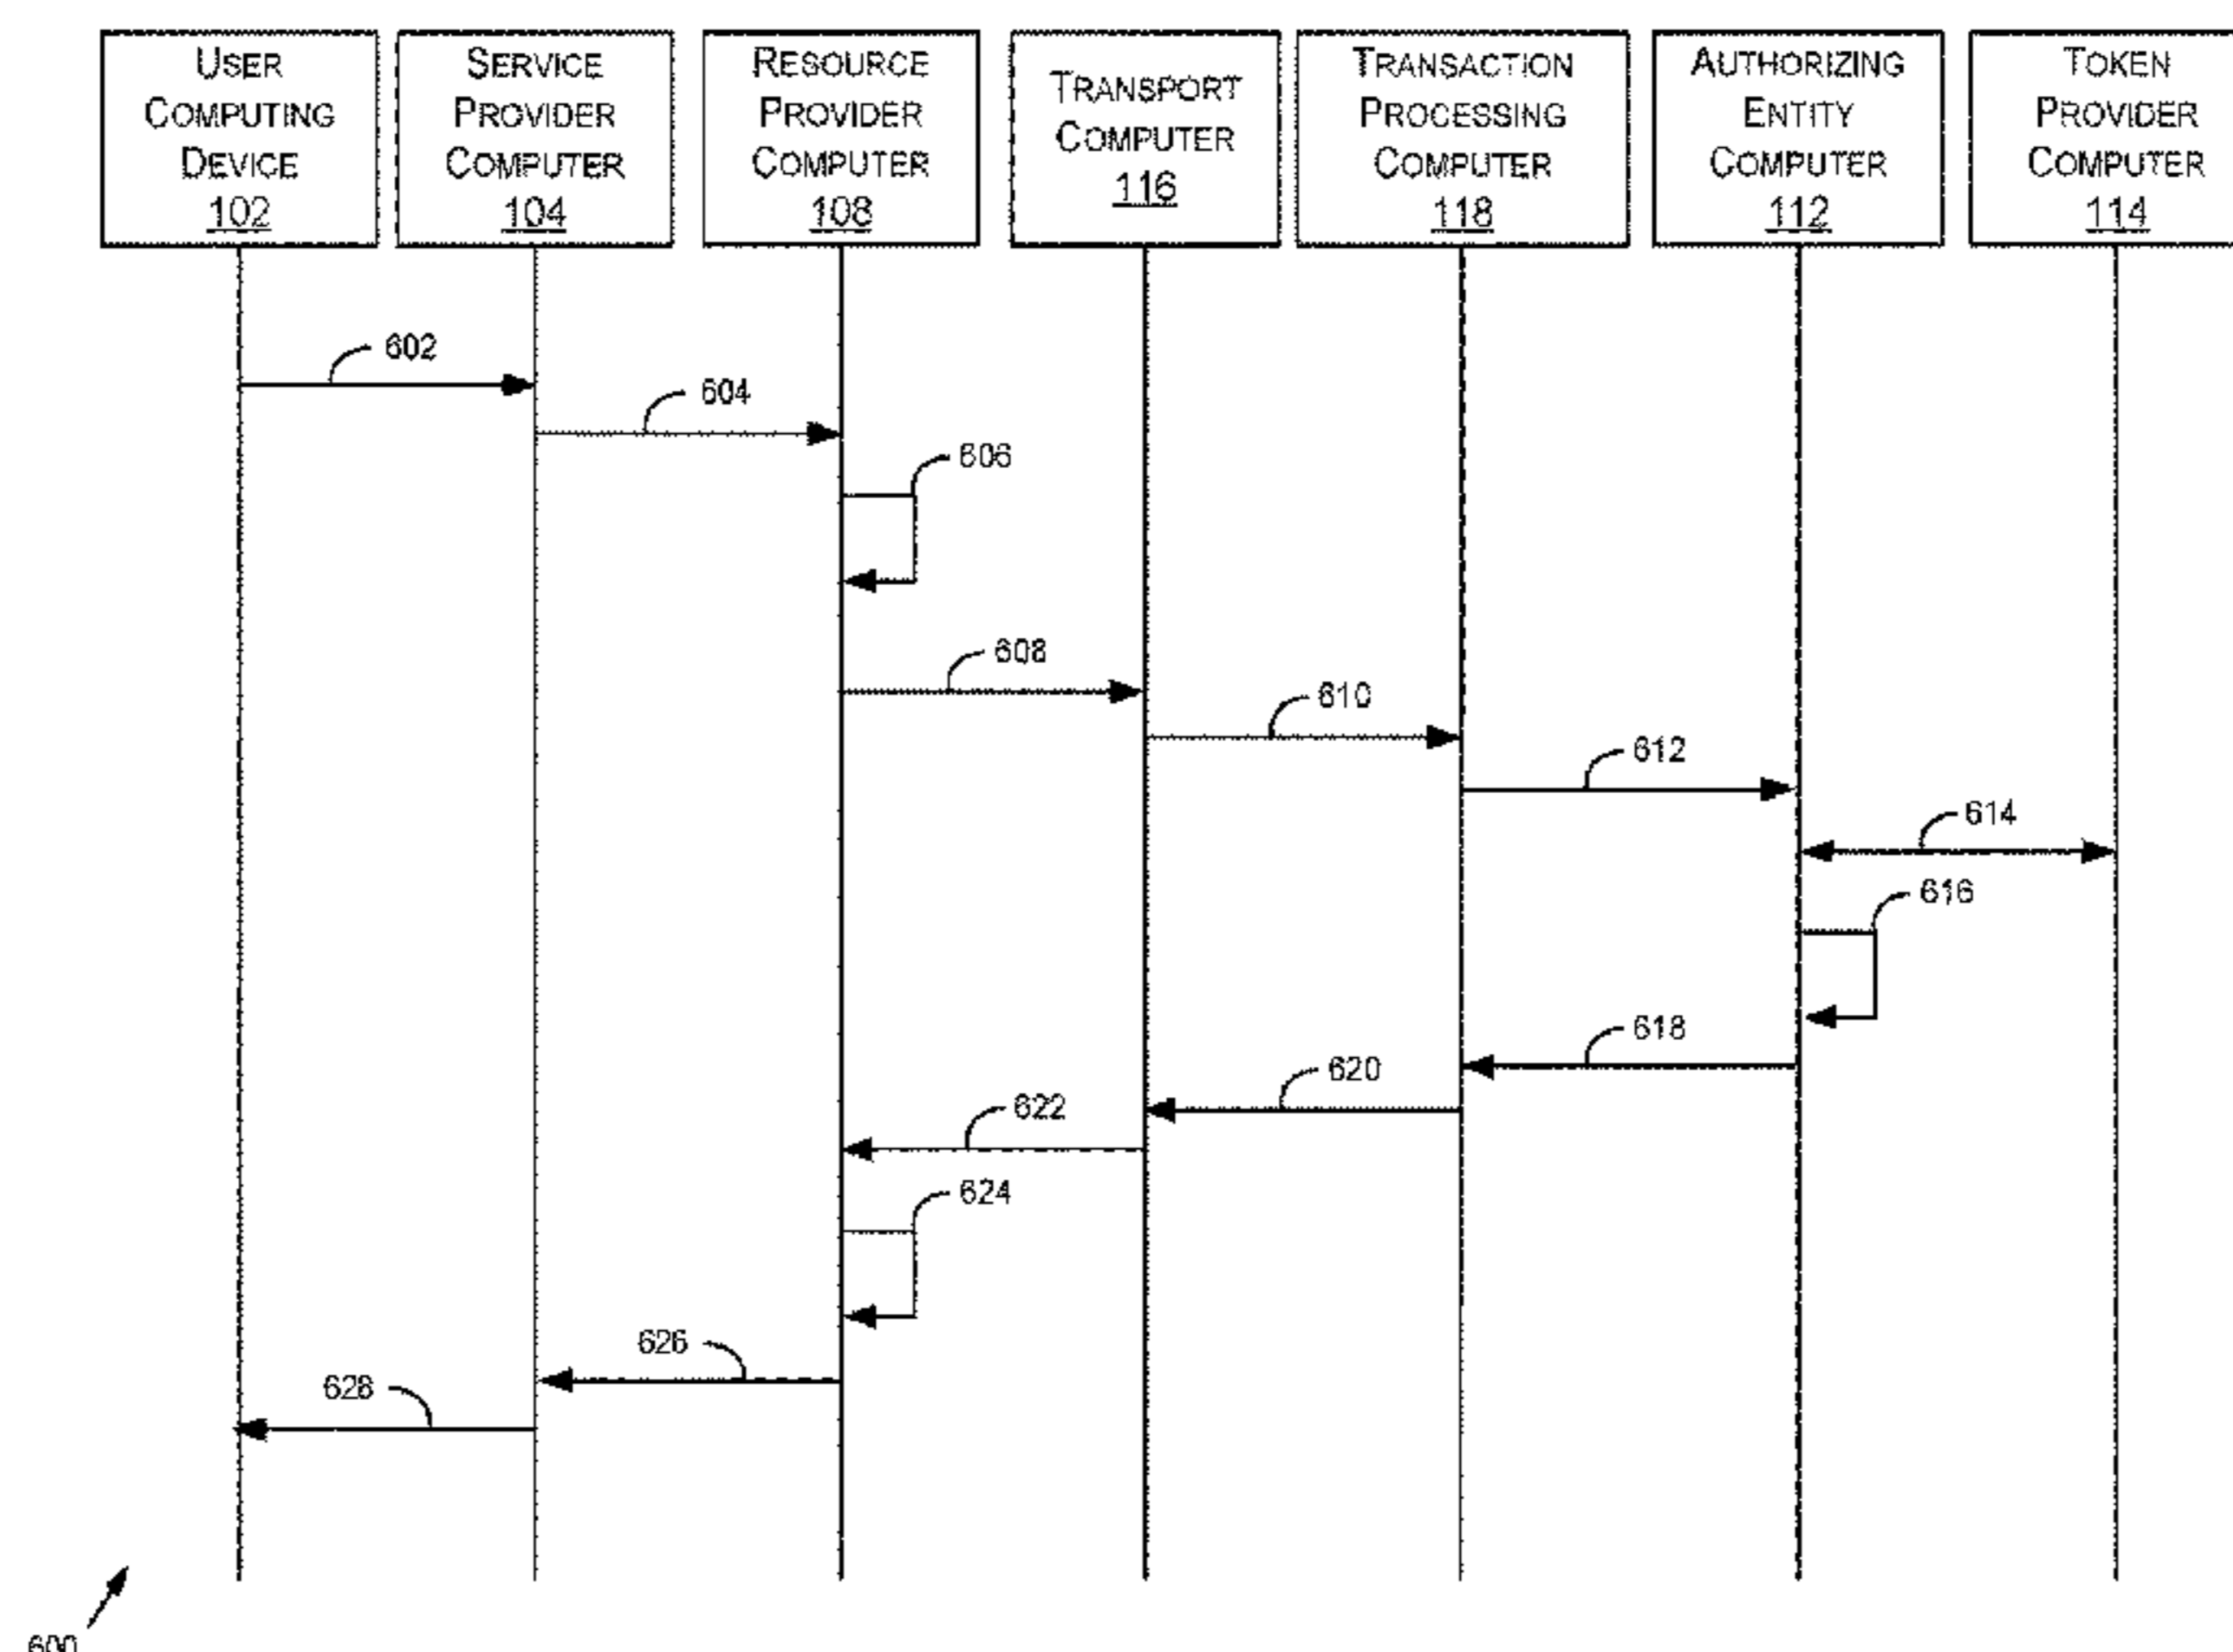 USER
COMPUTING
DEVICE
102
SERVICE
PROVIDER
COMPUTER
104
RESOURCE
PROVIDER
COMPUTER
108
TRANSPORT
COMPUTER
116
TRANSACTION
PROCESSING
COMPUTER
118
AUTHORIZING
ENTITY
COMPUTER
112
TOKEN
PROVIDER
COMPUTER
114
602
604
606
608
610
612
614
616
618
620
622
624
626
628
600